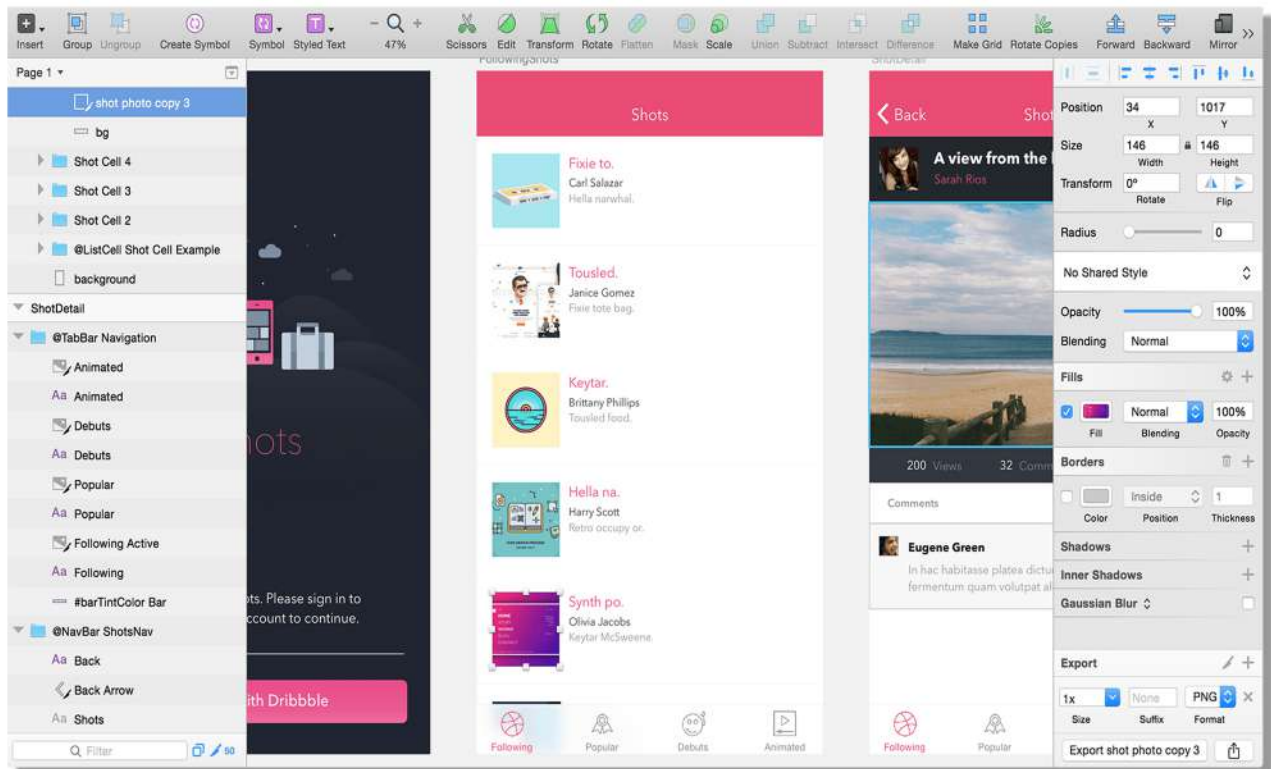 Insert Group Ungroup Create Symbol Symbol Styled Text 47% Scissors Edit Transform Rotate Flatten Mask Scale Union Subtract Intersect Difference Make Grid Rotate Copies Forward Backward Mirror
Page 1
shot photo copy 3
bg
Shot Cell 4
Shot Cell 3
Shot Cell 2
@ListCell Shot Cell Example
background
ShotDetail
@TabBar Navigation
Animated
Aa Animated
Debuts
Aa Debuts
Popular
Aa Popular
Following Active
Aa Following
#barTintColor Bar
@NavBar ShotsNav
Aa Back
Back Arrow
Aa Shots
Filter 50
ots. Please sign in to
ccount to continue.
ith Dribbble
FollowingShots
Shots
Fixie to.
Carl Salazar
Hella narwhal.
Tousled.
Janice Gomez
Fixie tote bag.
Keytar.
Brittany Phillips
Tousled food.
Hella na.
Harry Scott
Retro occupy or.
Synth po.
Olivia Jacobs
Keytar McSweene.
Following Popular Debuts Animated
ShotDetail
Back Shot
A view from the
Sarah Rios
200 Views 32 Comm
Comments
Eugene Green
In hac habitasse platea dictu
fermentum quam volutpat al
Following Popular
Position 34 1017
X Y
Size 146 146
Width Height
Transform 0°
Rotate Flip
Radius 0
No Shared Style
Opacity 100%
Blending Normal
Fills
Normal 100%
Fill Blending Opacity
Borders
Inside 1
Color Position Thickness
Shadows
Inner Shadows
Gaussian Blur
Export
1x None PNG
Size Suffix Format
Export shot photo copy 3